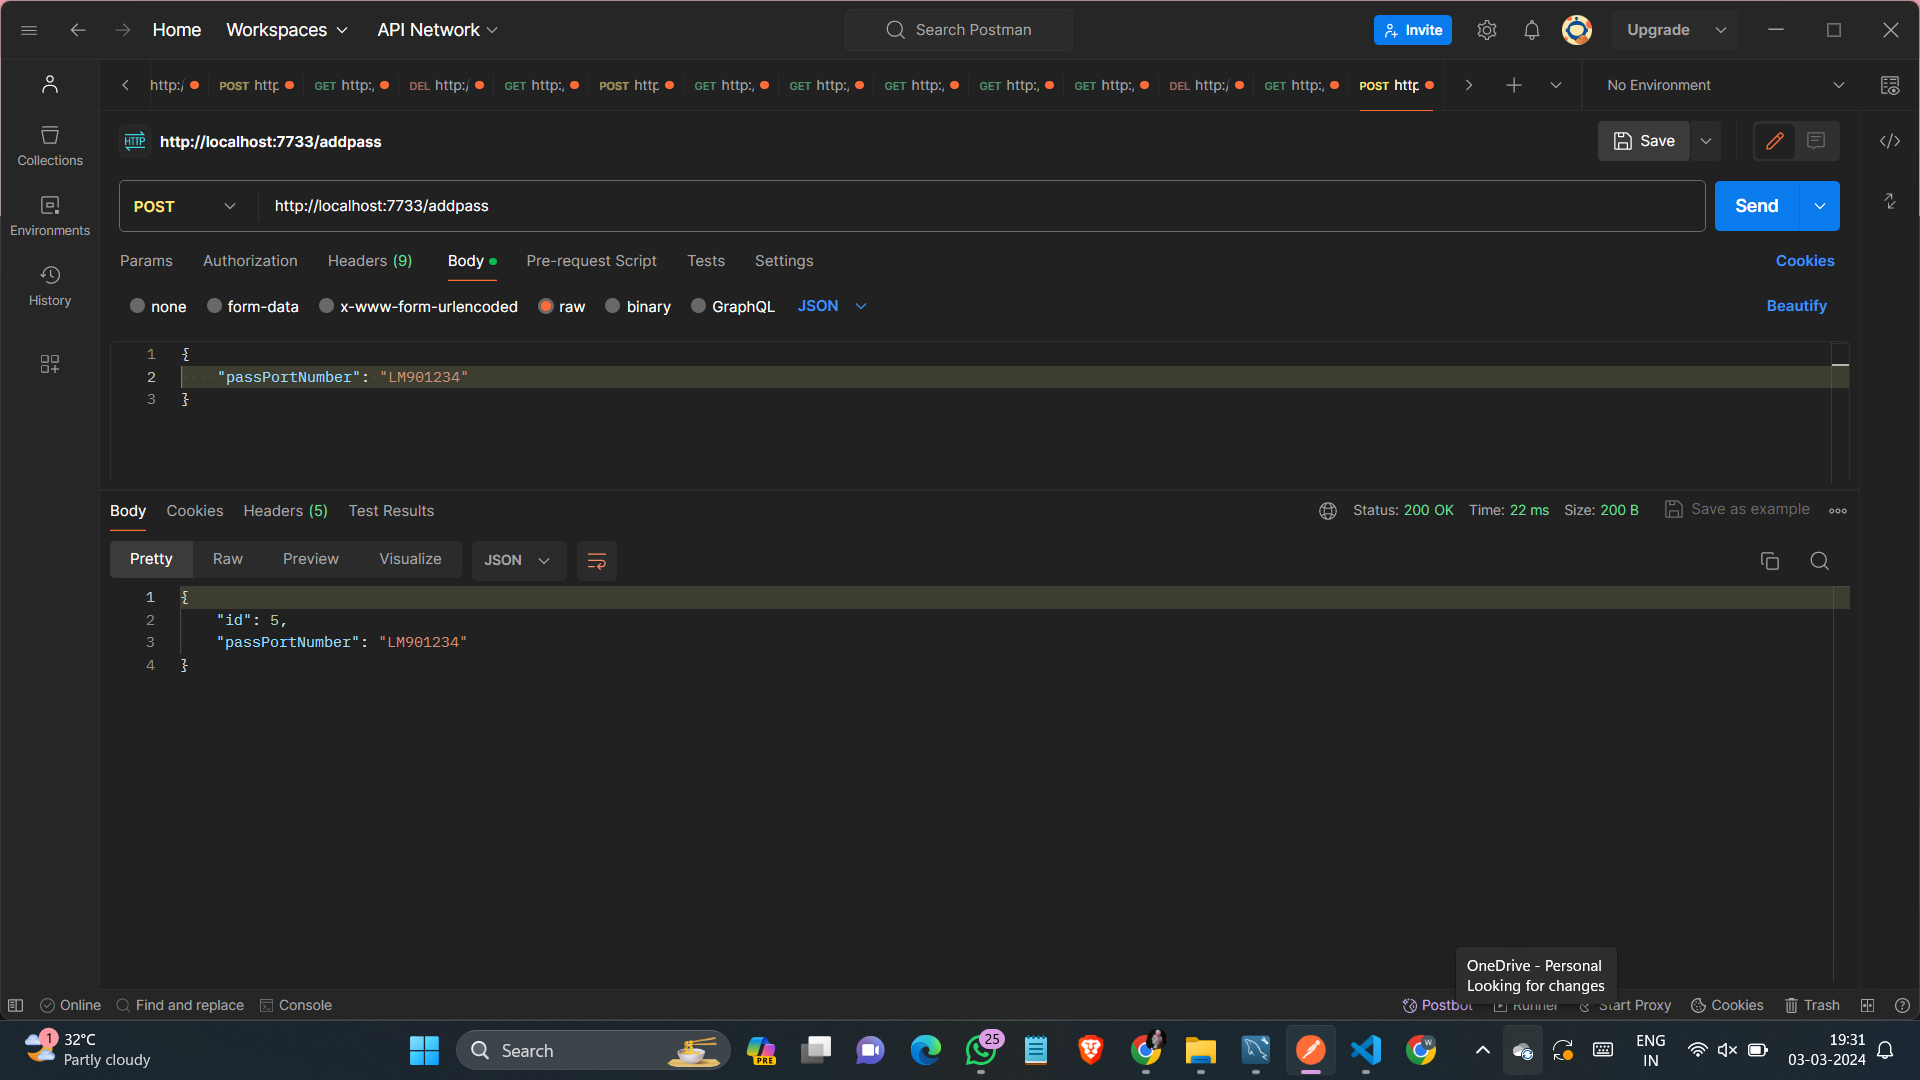 Home Workspaces API Network Search Postman Invite Upgrade
http:/ POST http GET http:, DEL http:/ GET http:, POST http GET http:, GET http:, GET http:, GET http:, GET http:, DEL http:/ GET http:, POST http No Environment
HTTP http://localhost:7733/addpass Save
Collections
POST http://localhost:7733/addpass Send
Environments
Params Authorization Headers (9) Body Pre-request Script Tests Settings Cookies
History
none form-data x-www-form-urlencoded raw binary GraphQL JSON Beautify
1 {
2 "passPortNumber": "LM901234"
3 }
Body Cookies Headers (5) Test Results Status: 200 OK Time: 22 ms Size: 200 B Save as example
Pretty Raw Preview Visualize JSON
1 {
2 "id": 5,
3 "passPortNumber": "LM901234"
4 }
OneDrive - Personal
Looking for changes
Online Find and replace Console Postbot Runner Start Proxy Cookies Trash
1 32°C
Partly cloudy
Search PRE 25 W ENG
IN
19:31
03-03-2024